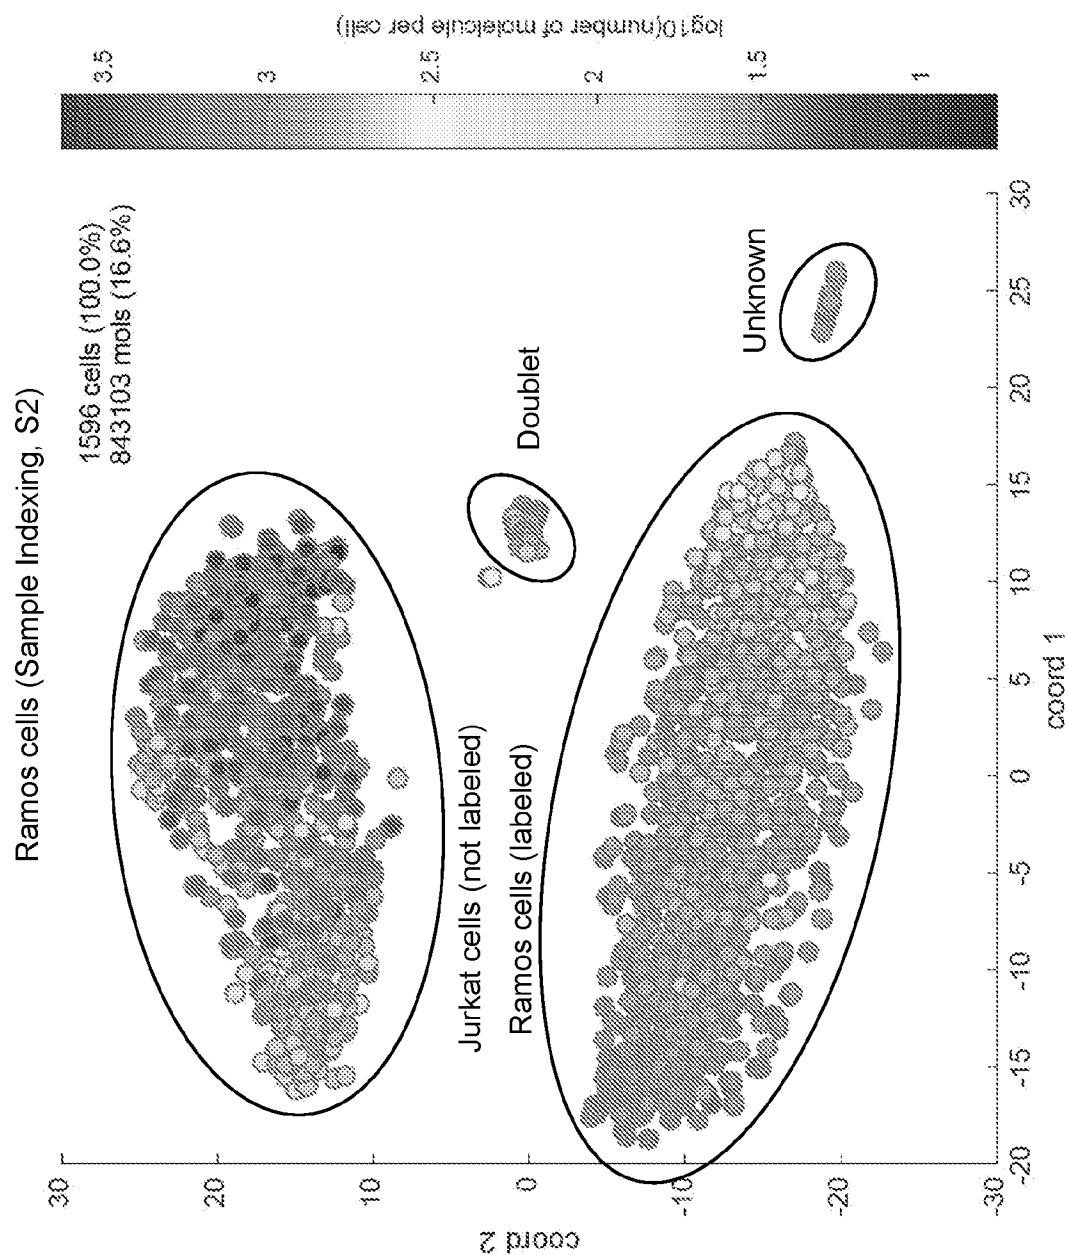 Ramos cells (Sample Indexing, S2)
1596 cells (100.0%)
843103 mols (16.6%)
Jurkat cells (not labeled)
Ramos cells (labeled)
Doublet
Unknown
coord 2
30
20
10
0
-10
-20
-30
coord 1
-20
-15
-10
-5
0
5
10
15
20
25
30
3.5
3
2.5
2
1.5
1
log10(number of molelcule per cell)